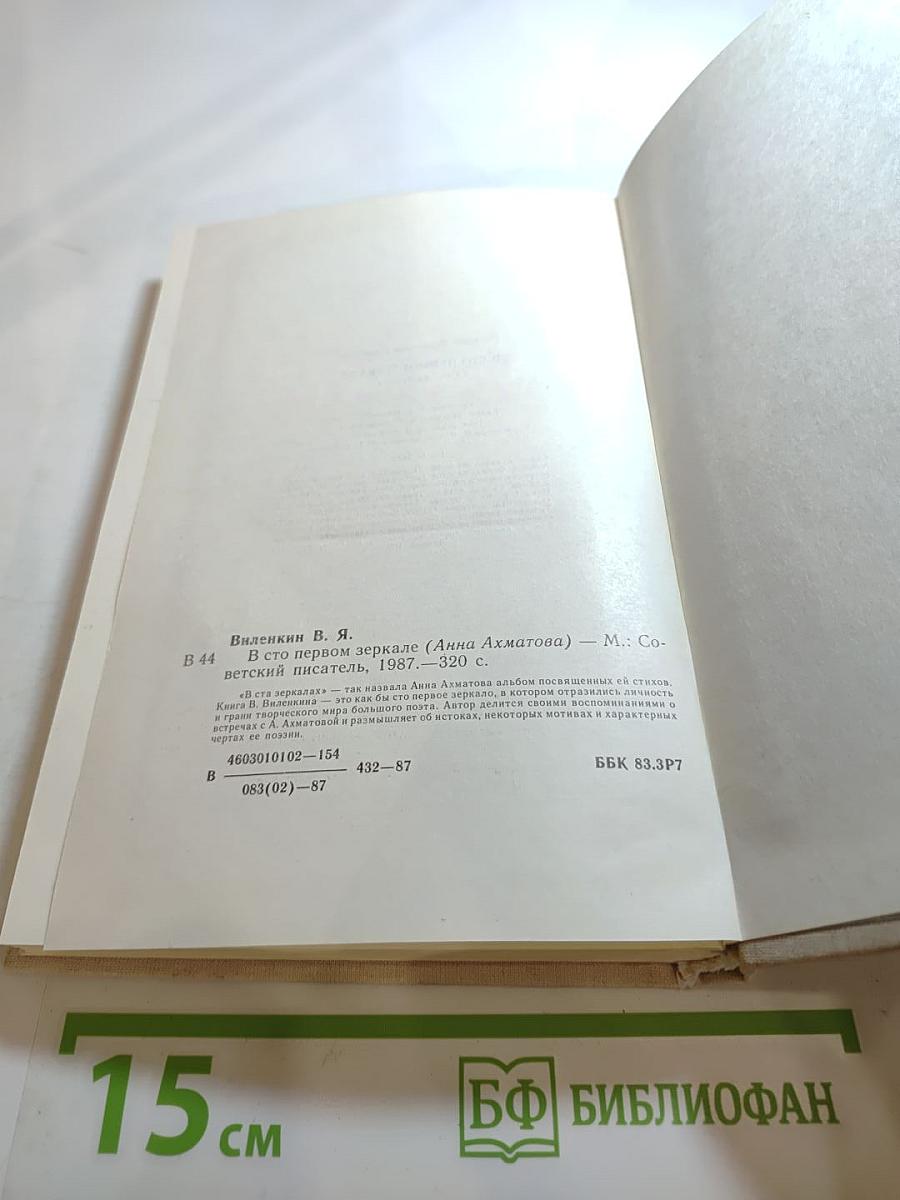 Виленкин В. Я.
В 44 В сто первом зеркале (Анна Ахматова) — М.: Со-
ветский писатель, 1987.—320 с.
«В ста зеркалах» — так назвала Анна Ахматова альбом посвященных ей стихов.
Книга В. Виленкина — это как бы сто первое зеркало, в котором отразились личность
и грани творческого мира большого поэта. Автор делится своими воспоминаниями о
встречах с А. Ахматовой и размышляет об истоках, некоторых мотивах и характерных
чертах ее поэзии.
4603010102—154
В 432—87 ББК 83.3Р7
083(02)—87
15 см БФ БИБЛИОФАН